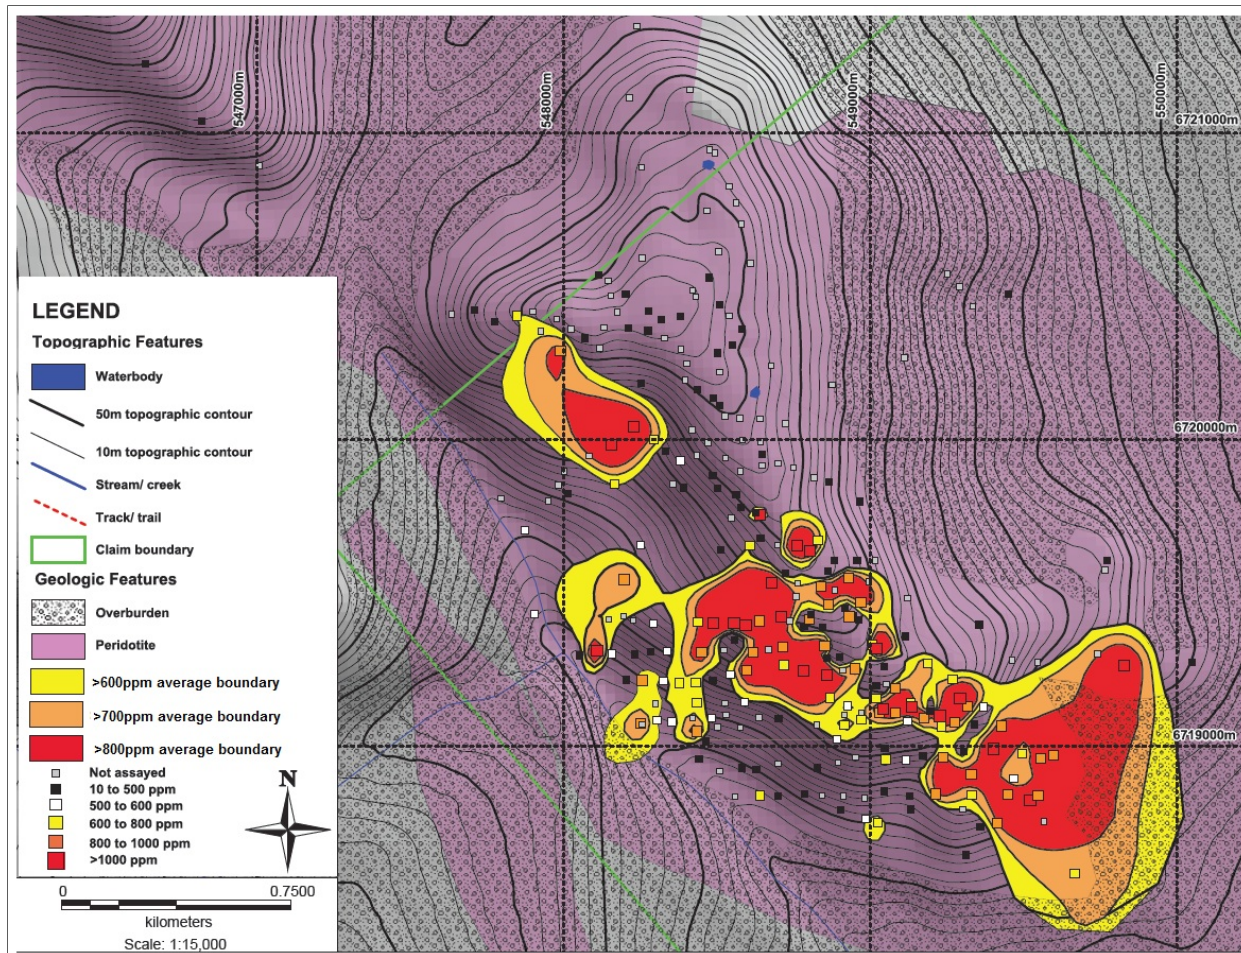 547000m
548000m
549000m
550000m
6721000m
6720000m
6719000m
LEGEND
Topographic Features
Waterbody
50m topographic contour
10m topographic contour
Stream/ creek
Track/ trail
Claim boundary
Geologic Features
Overburden
Peridotite
>600ppm average boundary
>700ppm average boundary
>800ppm average boundary
Not assayed
10 to 500 ppm
500 to 600 ppm
600 to 800 ppm
800 to 1000 ppm
>1000 ppm
N
0 0.7500
kilometers
Scale: 1:15,000